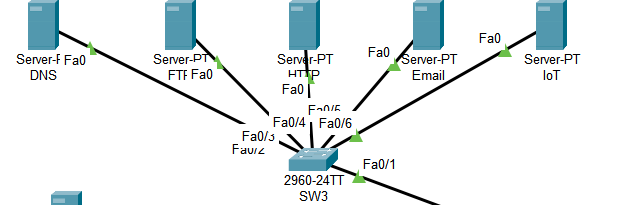 Server-PT
DNS
Fa0
Server-PT
FTP
Fa0
Server-PT
HTTP
Fa0
Server-PT
Email
Fa0
Server-PT
IoT
Fa0
Fa0/2
Fa0/3
Fa0/4
Fa0/5
Fa0/6
2960-24TT
SW3
Fa0/1